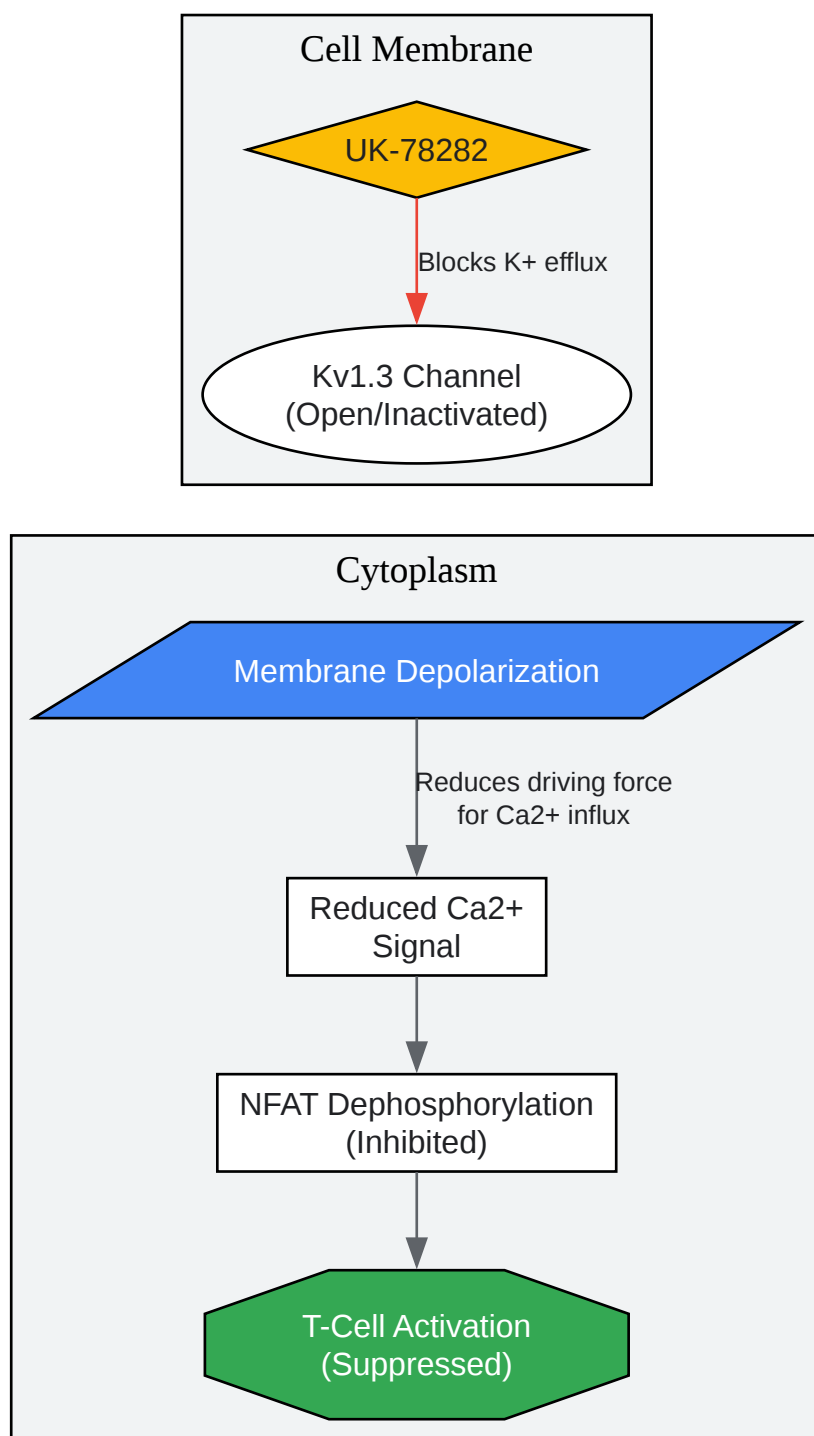 Cell Membrane
UK-78282
Blocks K+ efflux
Kv1.3 Channel
(Open/Inactivated)
Cytoplasm
Membrane Depolarization
Reduces driving force
for Ca2+ influx
Reduced Ca2+
Signal
NFAT Dephosphorylation
(Inhibited)
T-Cell Activation
(Suppressed)